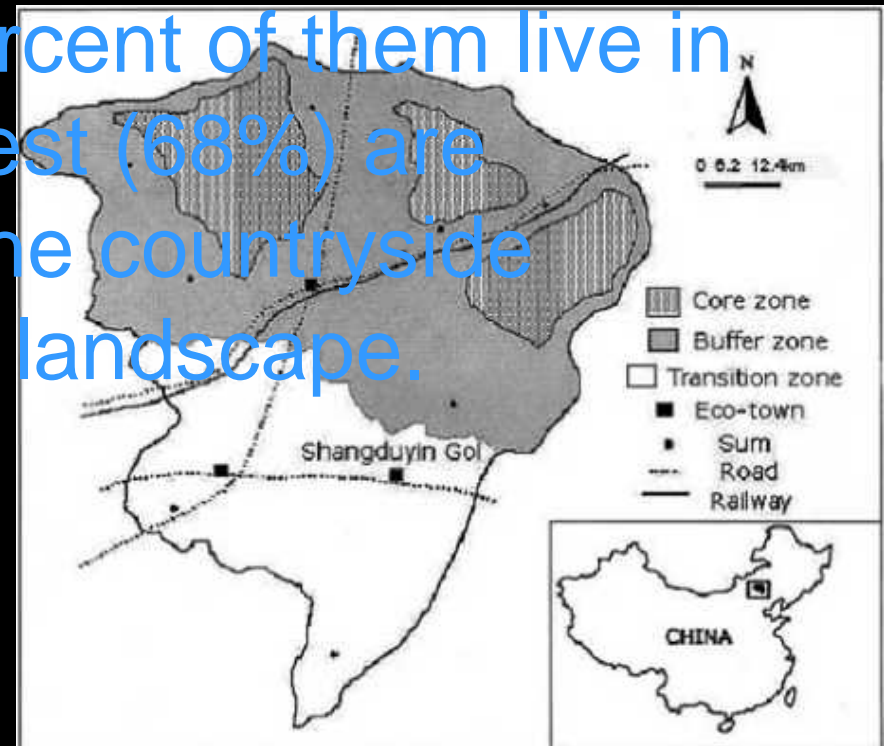 rcent of them live in
est (68%) are
he countryside
landscape.
N
0 6.2 12.4km
Core zone
Buffer zone
Transition zone
Eco-town
Sum
Road
Railway
Shangduyin Gol
CHINA